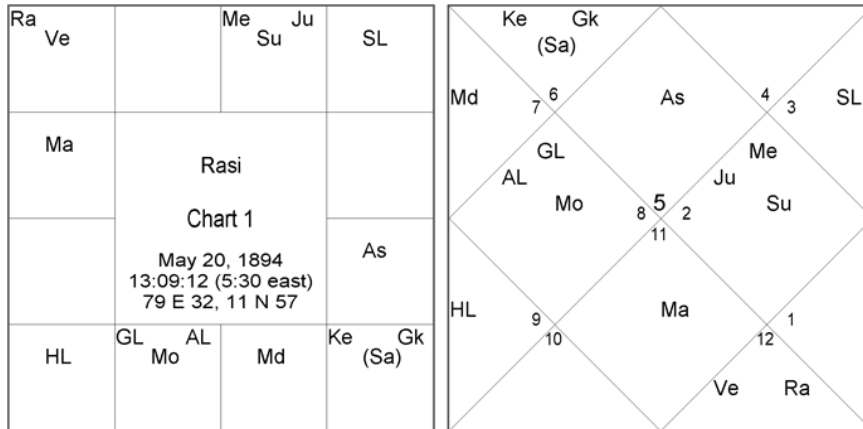 Ra
Ve
Me Ju
Su
SL
Ma
Rasi
Chart 1
May 20, 1894
13:09:12 (5:30 east)
79 E 32, 11 N 57
As
HL
GL AL
Mo
Md
Ke Gk
(Sa)
Ke Gk
(Sa)
Md
7 6
As
4 3
SL
GL
AL
Mo
Me
Ju
Su
8 5 2
11
HL
9
10
Ma
1
12
Ve Ra